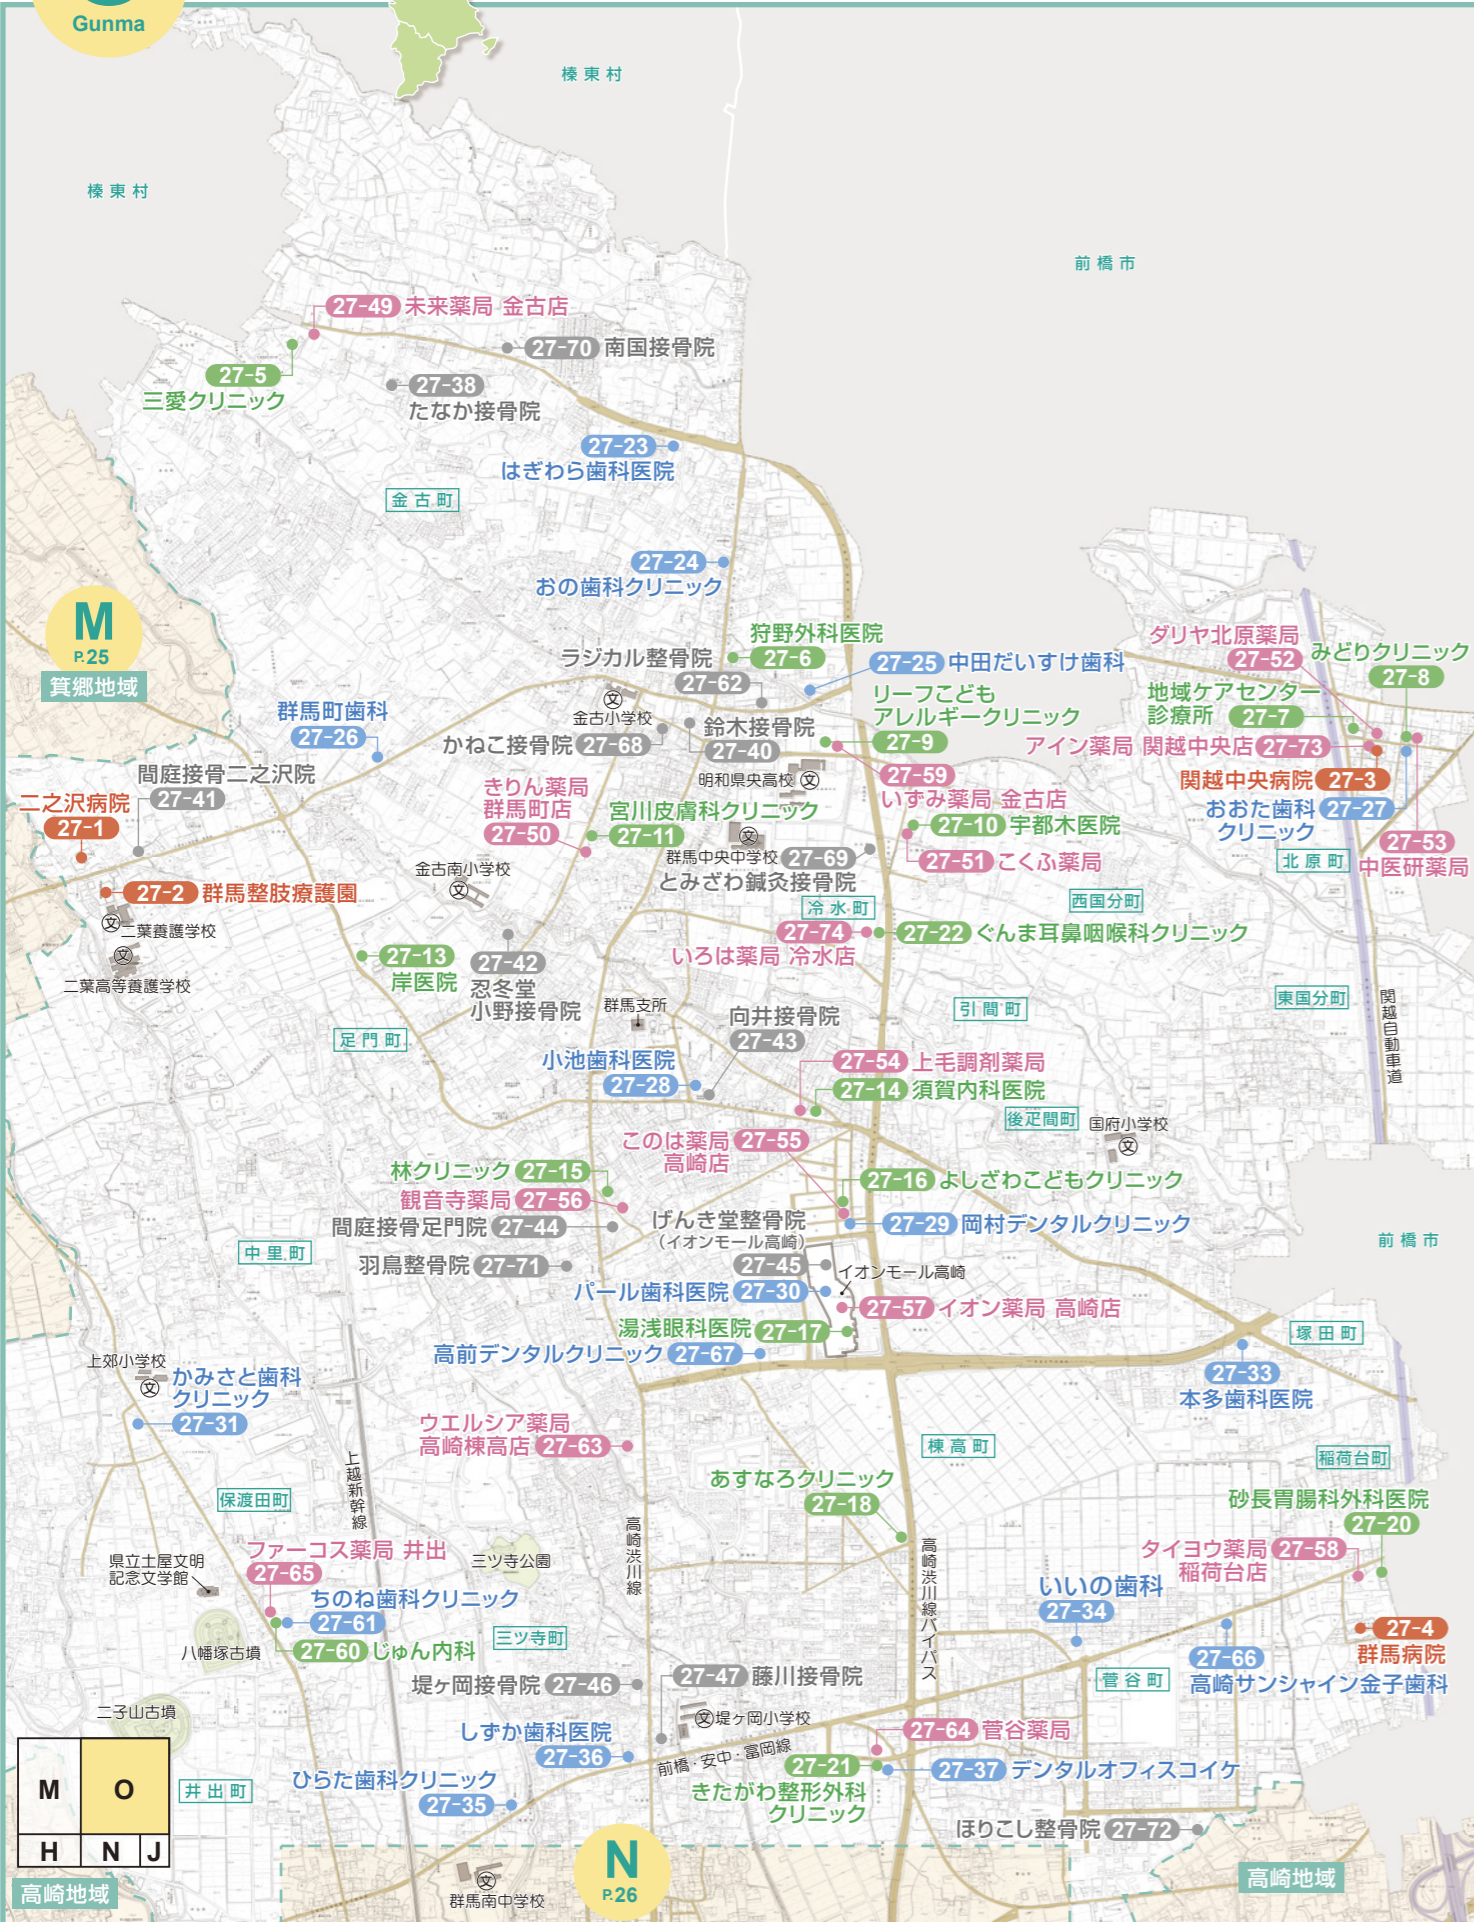 Gunma
榛東村
榛東村
前橋市
27-49 未来薬局 金古店
27-70 南国接骨院
27-5
三愛クリニック
27-38
たなか接骨院
27-23
はぎわら歯科医院
金古町
27-24
おの歯科クリニック
M
P.25
箕郷地域
狩野外科医院
27-6
ラジカル整骨院
27-62
27-25 中田だいすけ歯科
ダリヤ北原薬局
27-52
みどりクリニック
27-8
地域ケアセンター
診療所 27-7
リーフこども
アレルギークリニック
27-9
群馬町歯科
27-26
金古小学校
かねこ接骨院 27-68
鈴木接骨院
27-40
アイン薬局 関越中央店 27-73
関越中央病院 27-3
おおた歯科 27-27
クリニック
27-53
中医研薬局
明和県央高校
27-59
いずみ薬局 金古店
間庭接骨二之沢院
27-41
二之沢病院
27-1
きりん薬局
群馬町店
27-50
宮川皮膚科クリニック
27-11
27-10 宇都木医院
27-51 こくふ薬局
群馬中央中学校 27-69
とみざわ鍼灸接骨院
北原町
27-2 群馬整肢療護園
金古南小学校
二葉養護学校
二葉高等養護学校
冷水町
西国分町
27-74
いろは薬局 冷水店
27-22 ぐんま耳鼻咽喉科クリニック
27-13
岸医院
27-42
忍冬堂
小野接骨院
群馬支所
向井接骨院
27-43
引間町
東国分町
関越自動車道
足門町
小池歯科医院
27-28
27-54 上毛調剤薬局
27-14 須賀内科医院
後疋間町
国府小学校
このは薬局 27-55
高崎店
林クリニック 27-15
観音寺薬局 27-56
間庭接骨足門院 27-44
27-16 よしざわこどもクリニック
27-29 岡村デンタルクリニック
げんき堂整骨院
(イオンモール高崎)
27-45
中里町
羽鳥整骨院 27-71
イオンモール高崎
前橋市
パール歯科医院 27-30
27-57 イオン薬局 高崎店
湯浅眼科医院 27-17
高前デンタルクリニック 27-67
塚田町
27-33
本多歯科医院
上郊小学校
かみさと歯科
クリニック
27-31
ウエルシア薬局
高崎棟高店 27-63
棟高町
稲荷台町
上越新幹線
あすなろクリニック
27-18
保渡田町
砂長胃腸科外科医院
27-20
高崎渋川線
高崎渋川線バイパス
タイヨウ薬局 27-58
稲荷台店
ファーコス薬局 井出
27-65
三ツ寺公園
県立土屋文明
記念文学館
ちのね歯科クリニック
27-61
いいの歯科
27-34
27-4
群馬病院
八幡塚古墳
27-60 じゅん内科
三ツ寺町
27-66
高崎サンシャイン金子歯科
堤ヶ岡接骨院 27-46
27-47 藤川接骨院
菅谷町
二子山古墳
堤ヶ岡小学校
しずか歯科医院
27-36
前橋・安中・富岡線
27-64 菅谷薬局
27-21
きたがわ整形外科
クリニック
27-37 デンタルオフィスコイケ
M
O
H
N
J
井出町
ひらた歯科クリニック
27-35
ほりこし整骨院 27-72
N
P.26
高崎地域
高崎地域
群馬南中学校